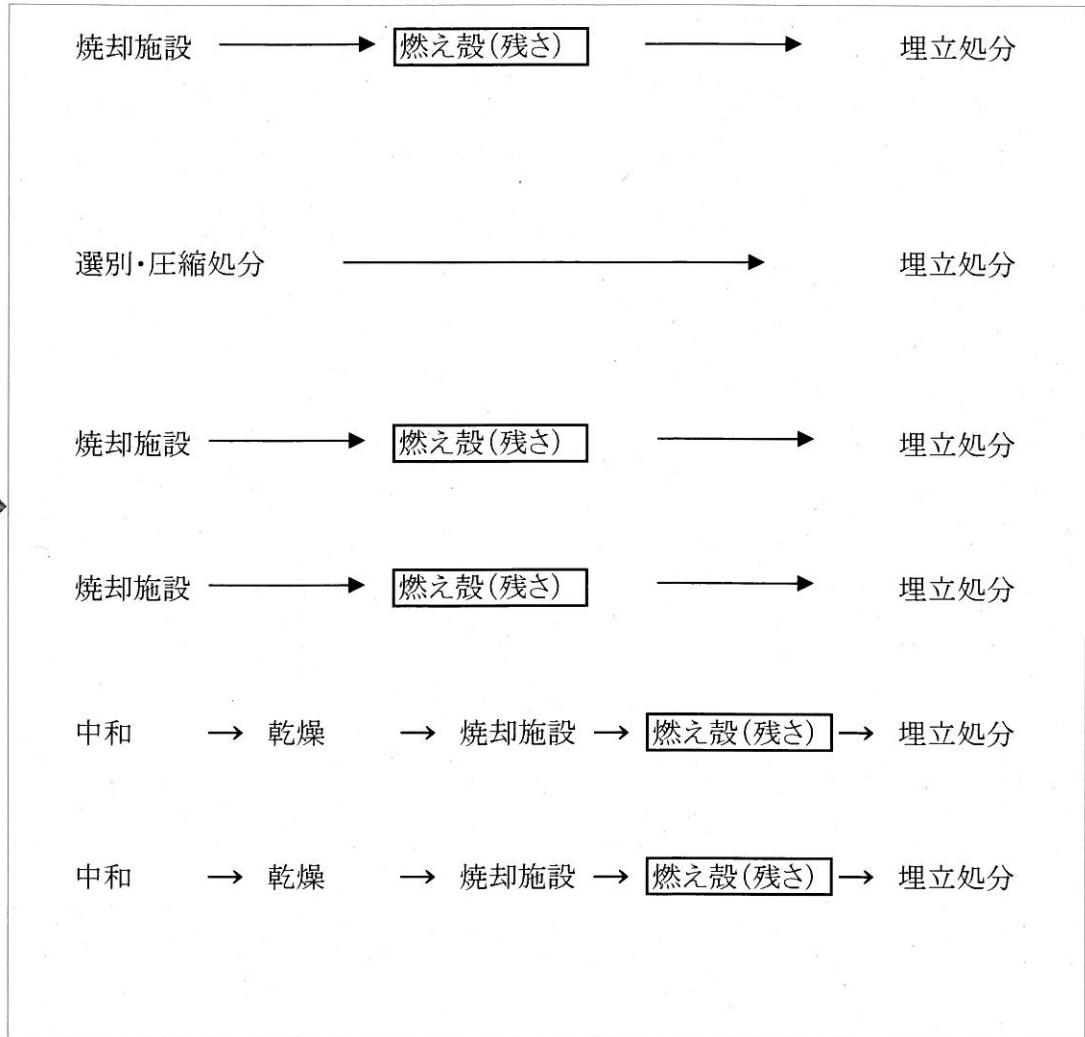 焼却施設 → 燃え殻(残さ) → 埋立処分
選別・圧縮処分 → 埋立処分
焼却施設 → 燃え殻(残さ) → 埋立処分
焼却施設 → 燃え殻(残さ) → 埋立処分
中和 → 乾燥 → 焼却施設 → 燃え殻(残さ) → 埋立処分
中和 → 乾燥 → 焼却施設 → 燃え殻(残さ) → 埋立処分